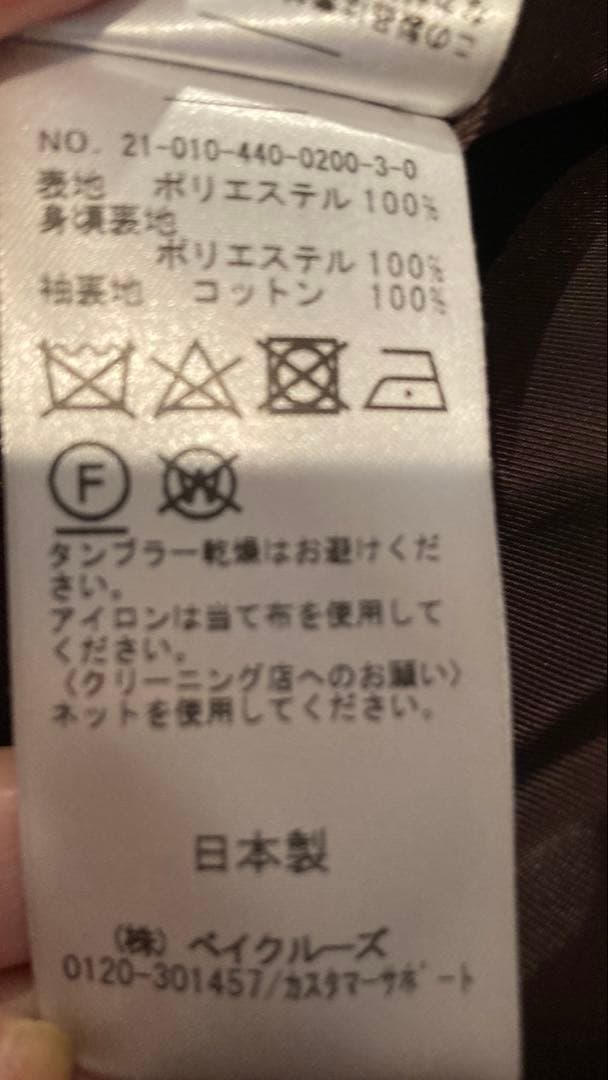 この製品は
NO. 21-010-440-0200-3-0
表地 ポリエステル 100%
身頃裏地
ポリエステル 100%
袖裏地 コットン 100%
F W
タンブラー乾燥はお避けくだ
さい。
アイロンは当て布を使用して
ください。
〈クリーニング店へのお願い〉
ネットを使用してください。
日本製
(株) ベイクルーズ
0120-301457/カスタマーサポート